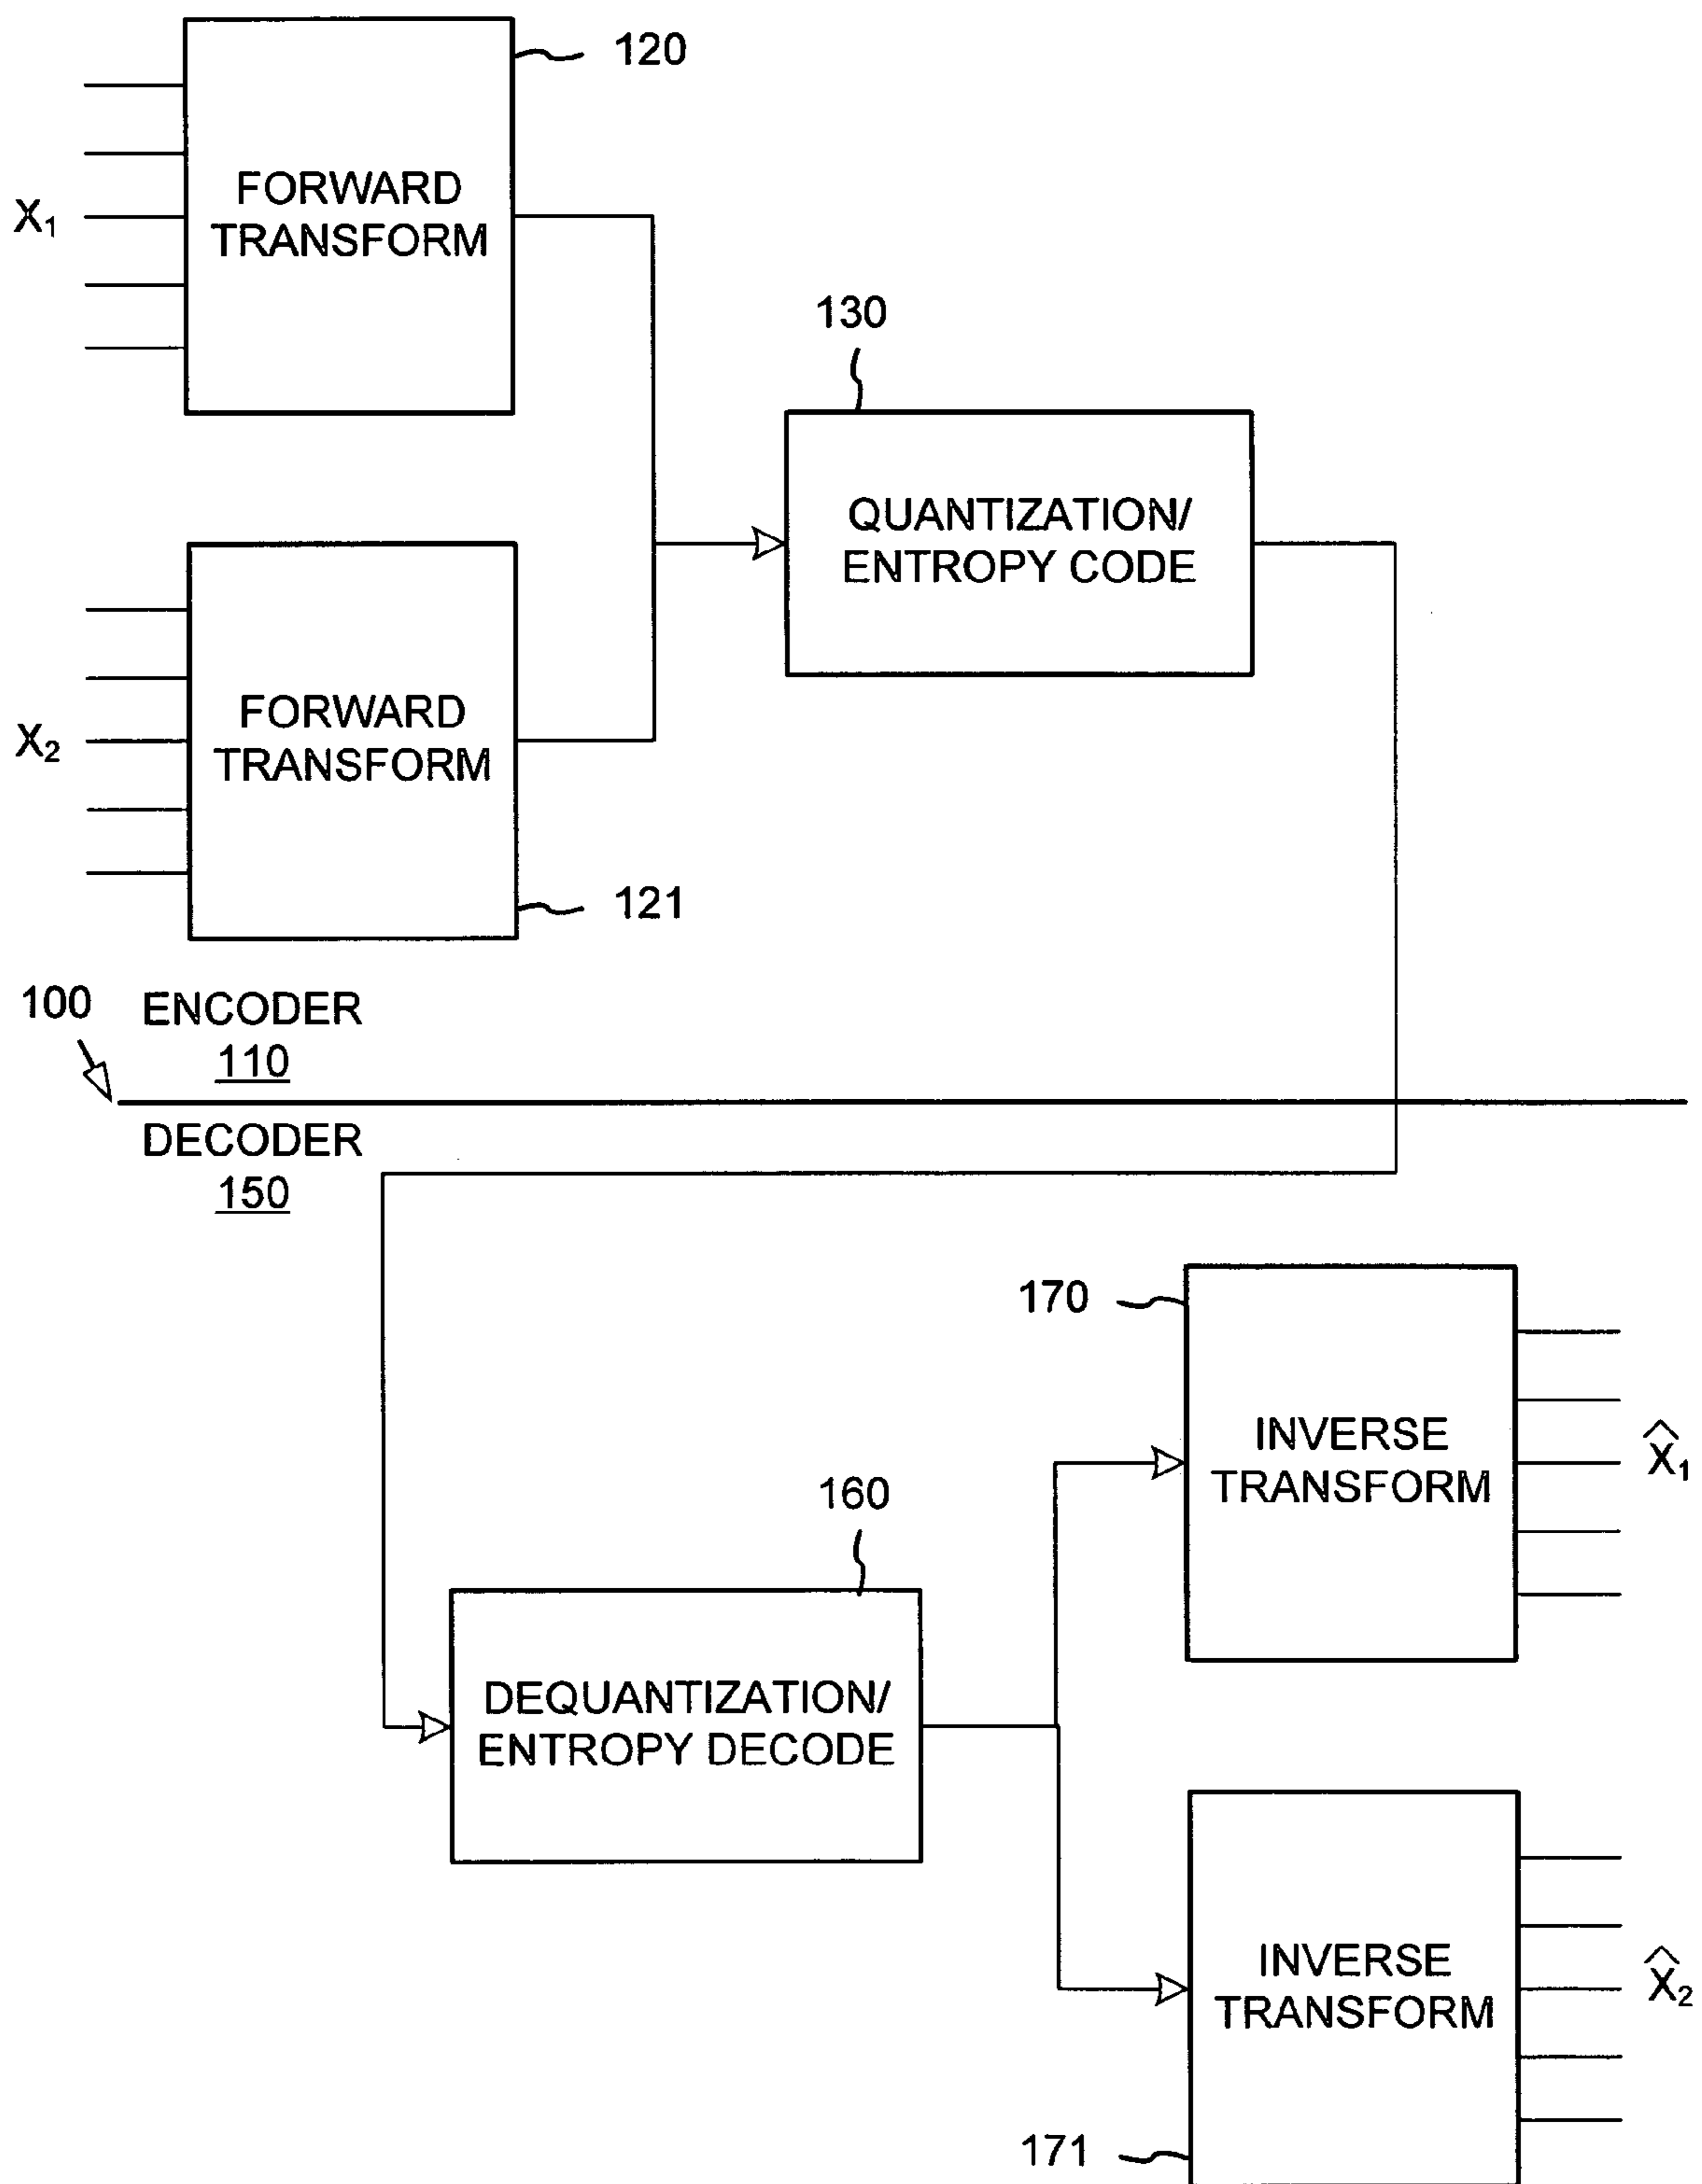 120
FORWARD
TRANSFORM
X₁
130
QUANTIZATION/
ENTROPY CODE
FORWARD
TRANSFORM
X₂
121
100
ENCODER
110
DECODER
150
170
INVERSE
TRANSFORM
X̂₁
160
DEQUANTIZATION/
ENTROPY DECODE
INVERSE
TRANSFORM
X̂₂
171